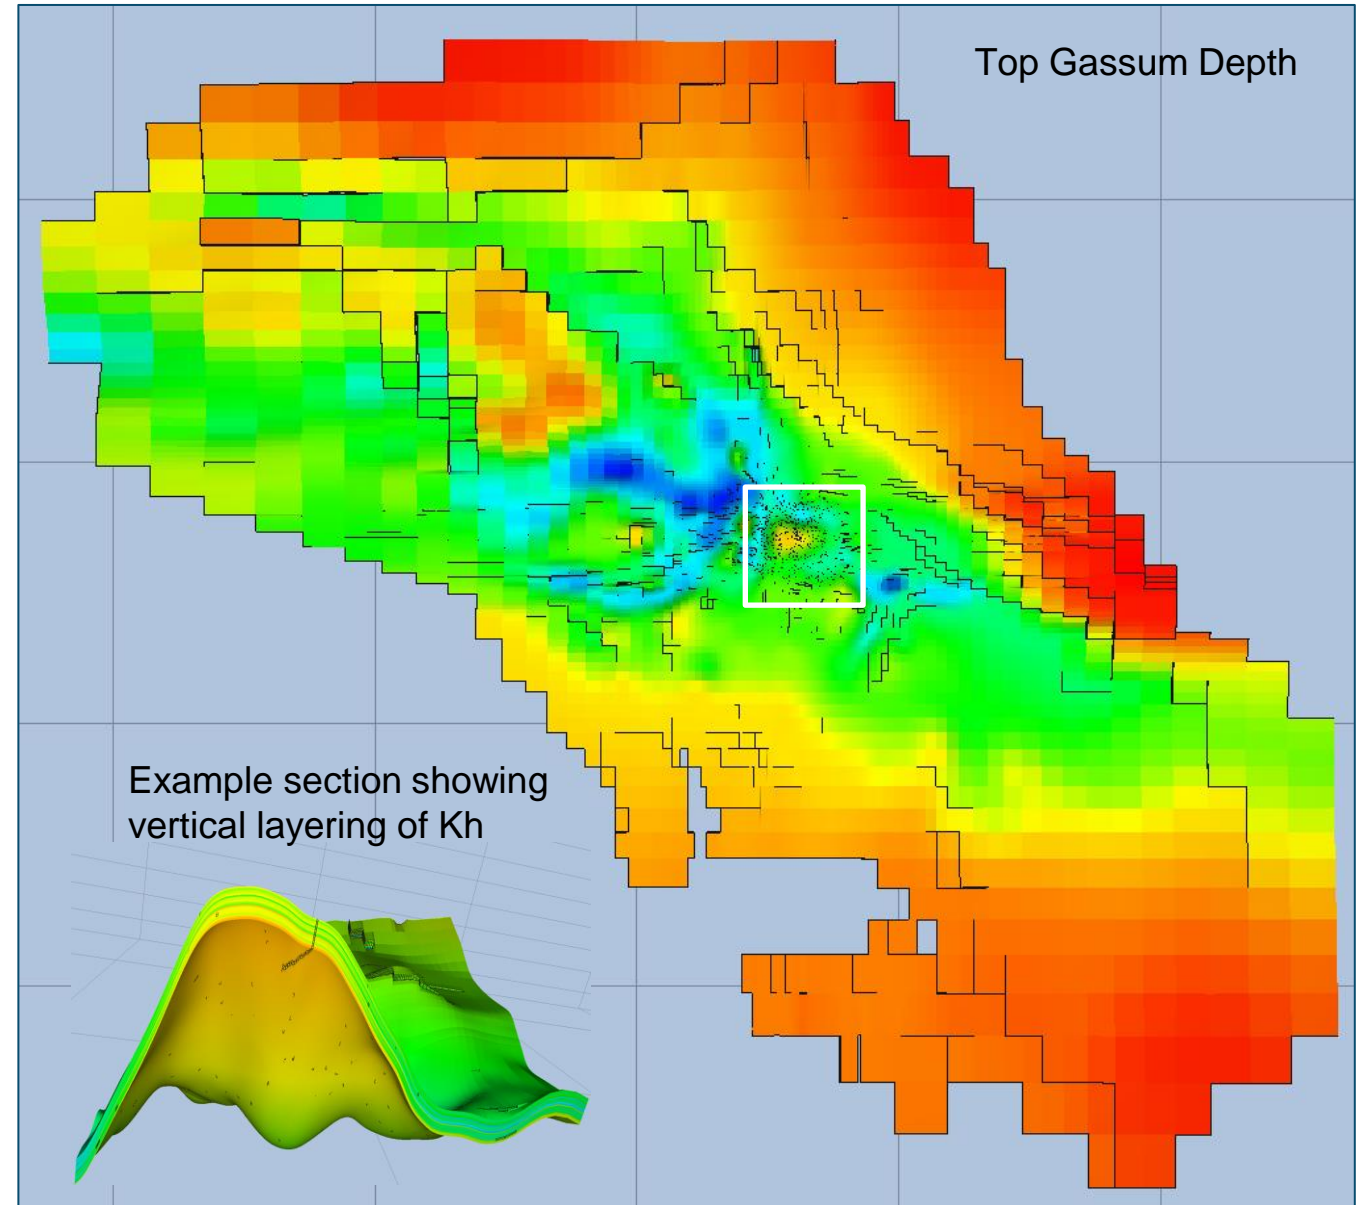 Top Gassum Depth
Example section showing
vertical layering of Kh